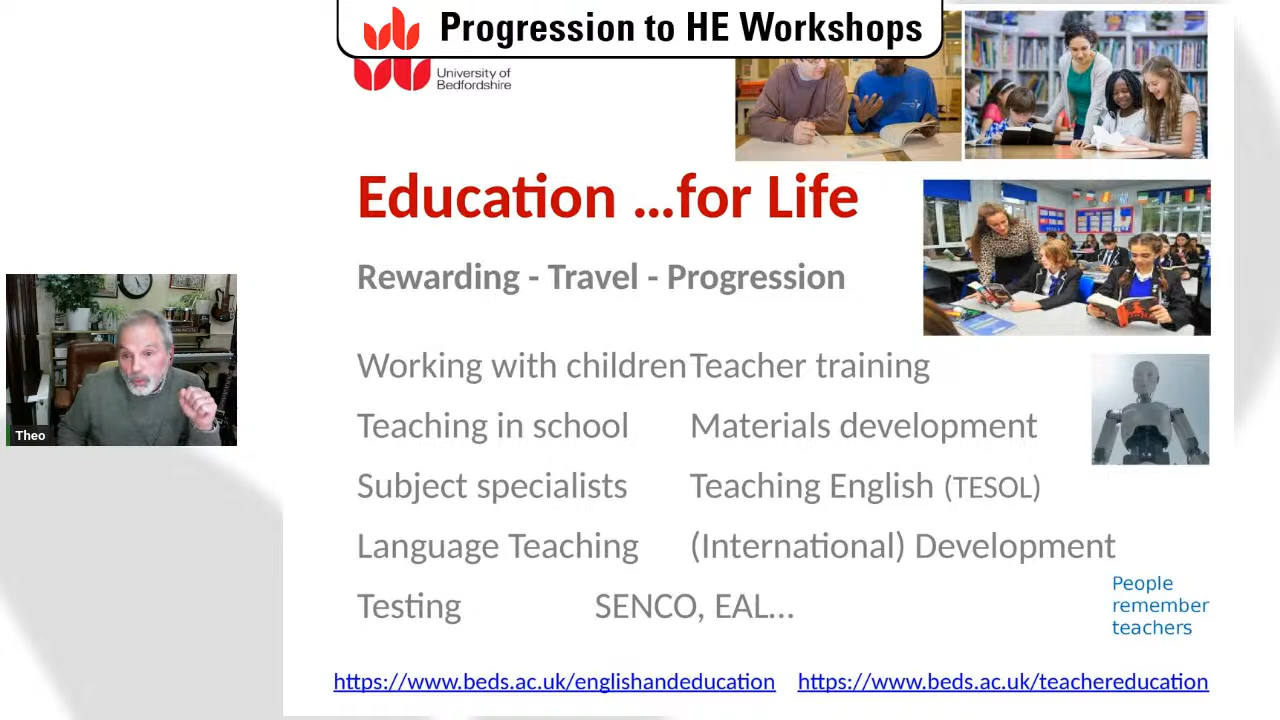 Progression to HE Workshops
University of
Bedfordshire
Education ...for Life
Rewarding - Travel - Progression
Working with children Teacher training
Teaching in school Materials development
Subject specialists Teaching English (TESOL)
Language Teaching (International) Development
Testing SENCO, EAL...
People
remember
teachers
https://www.beds.ac.uk/englishandeducation https://www.beds.ac.uk/teachereducation
Theo